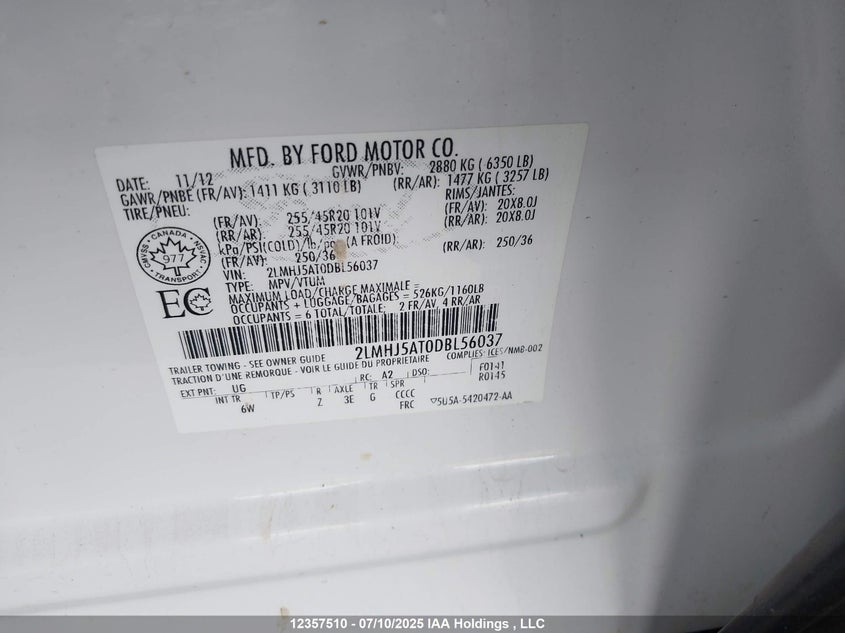 MFD. BY FORD MOTOR CO.
DATE: 11/12 GVWR/PNBV: 2880 KG ( 6350 LB)
GAWR/PNBE (FR/AV): 1411 KG ( 3110 LB) (RR/AR): 1477 KG ( 3257 LB)
TIRE/PNEU: RIMS/JANTES:
(FR/AV): 255/45R20 101V (FR/AV): 20X8.0J
(RR/AR): 255/45R20 101V (RR/AR): 20X8.0J
kPa/PSI(COLD)/lb/po² (A FROID)
(FR/AV): 250/36 (RR/AR): 250/36
VIN: 2LMHJ5AT0DBL56037
TYPE: MPV/VTUM
MAXIMUM LOAD/CHARGE MAXIMALE =
OCCUPANTS + LUGGAGE/BAGAGES = 526KG/1160LB
OCCUPANTS = 6 TOTAL/TOTALE: 2 FR/AV, 4 RR/AR
CANADA
CMVSS NSVAC
977
TRANSPORT
EC
2LMHJ5AT0DBL56037
TRAILER TOWING - SEE OWNER GUIDE COMPLIES: ICES/NMB-002
TRACTION D'UNE REMORQUE - VOIR LE GUIDE DU PROPRIETAIRE
EXT PNT: UG RC: A2 DSO: F0141
R0145
INT TR TP/PS R AXLE TR SPR
6W Z 3E G CCCC
FRC ▽5U5A-5420472-AA
12357510 - 07/10/2025 IAA Holdings , LLC